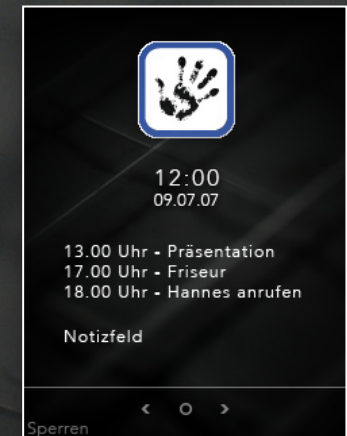 12:00
09.07.07
13.00 Uhr - Präsentation
17.00 Uhr - Friseur
18.00 Uhr - Hannes anrufen
Notizfeld
Sperren